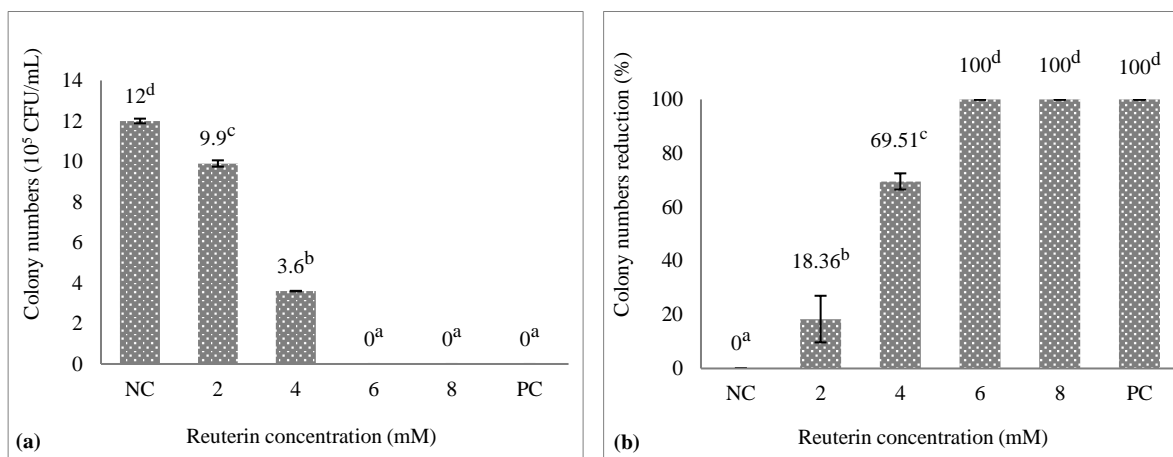 Colony numbers (10⁵ CFU/mL)
14
12
10
8
6
4
2
0
12ᵈ
9.9ᶜ
3.6ᵇ
0ᵃ
0ᵃ
0ᵃ
NC 2 4 6 8 PC
Reuterin concentration (mM)
(a)
Colony numbers reduction (%)
100
80
60
40
20
0
0ᵃ
18.36ᵇ
69.51ᶜ
100ᵈ
100ᵈ
100ᵈ
NC 2 4 6 8 PC
Reuterin concentration (mM)
(b)